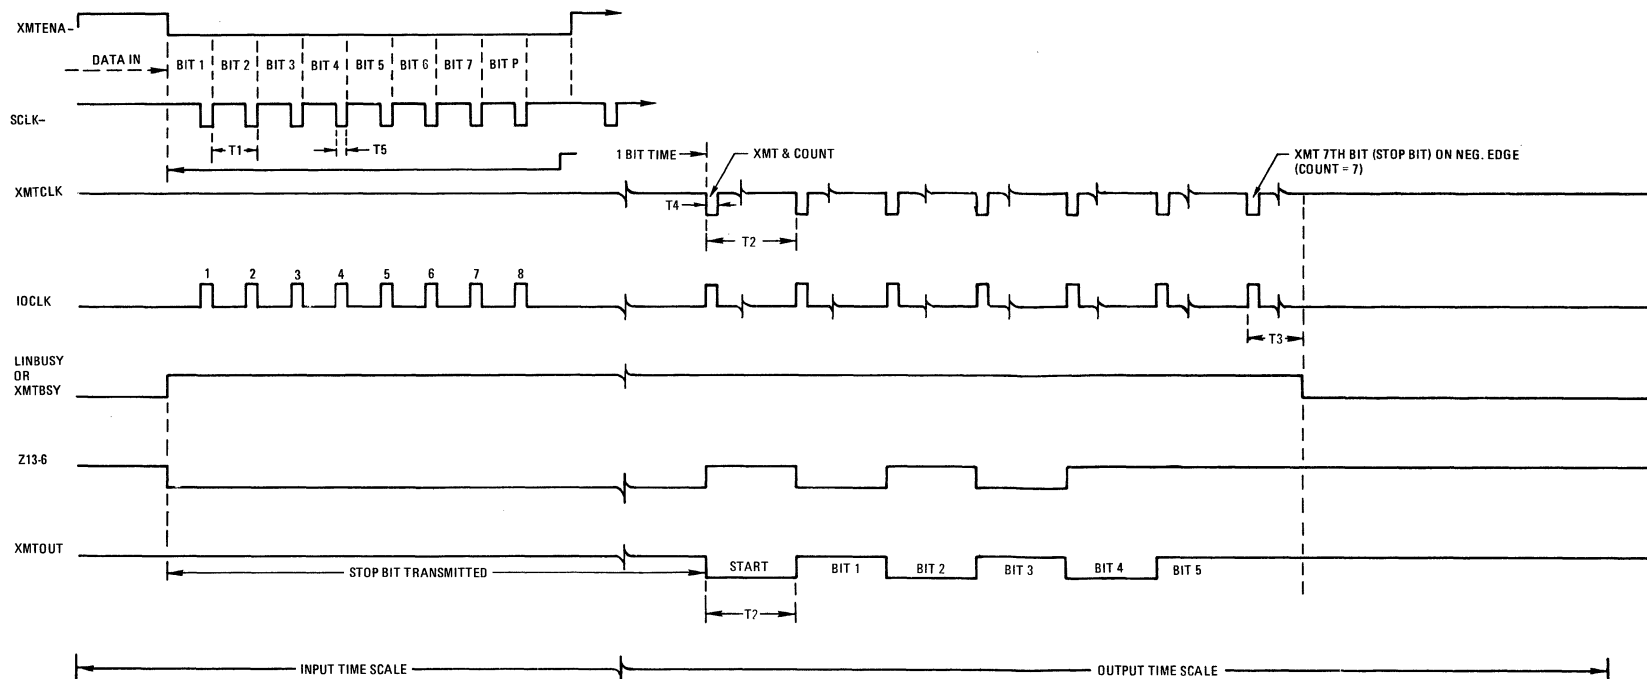 XMTENA-
DATA IN
BIT 1 BIT 2 BIT 3 BIT 4 BIT 5 BIT 6 BIT 7 BIT P
SCLK-
T1 T5
1 BIT TIME
XMT & COUNT
XMT 7TH BIT (STOP BIT) ON NEG. EDGE
(COUNT = 7)
XMTCLK
T4
T2
1 2 3 4 5 6 7 8
IOCLK
T3
LINBUSY
OR
XMTBSY
Z13-6
XMTOUT
STOP BIT TRANSMITTED
START BIT 1 BIT 2 BIT 3 BIT 4 BIT 5
T2
INPUT TIME SCALE OUTPUT TIME SCALE